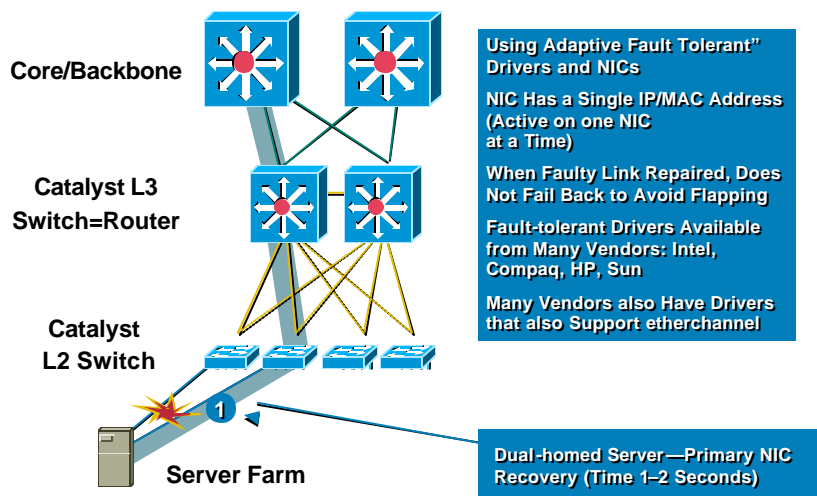 Core/Backbone
Catalyst L3
Switch=Router
Catalyst
L2 Switch
1
Server Farm
Using Adaptive Fault Tolerant”
Drivers and NICs
NIC Has a Single IP/MAC Address
(Active on one NIC
at a Time)
When Faulty Link Repaired, Does
Not Fail Back to Avoid Flapping
Fault-tolerant Drivers Available
from Many Vendors: Intel,
Compaq, HP, Sun
Many Vendors also Have Drivers
that also Support etherchannel
Dual-homed Server—Primary NIC
Recovery (Time 1–2 Seconds)